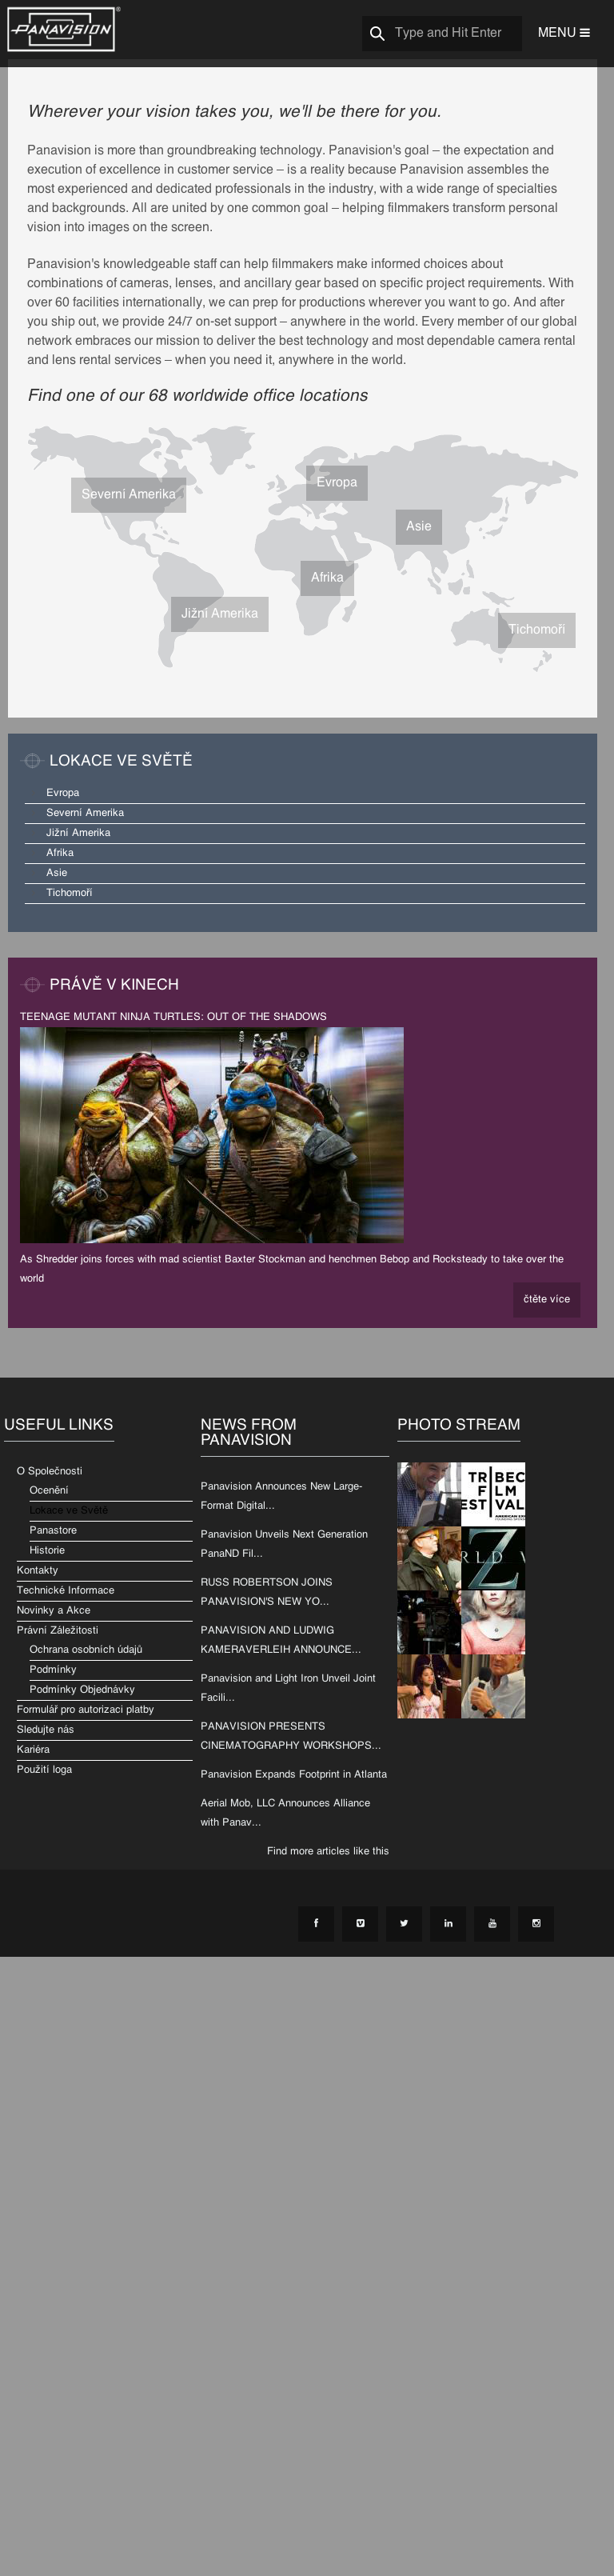 PANAVISION®
Type and Hit Enter
MENU
Wherever your vision takes you, we'll be there for you.
Panavision is more than groundbreaking technology. Panavision's goal – the expectation and
execution of excellence in customer service – is a reality because Panavision assembles the
most experienced and dedicated professionals in the industry, with a wide range of specialties
and backgrounds. All are united by one common goal – helping filmmakers transform personal
vision into images on the screen.
Panavision's knowledgeable staff can help filmmakers make informed choices about
combinations of cameras, lenses, and ancillary gear based on specific project requirements. With
over 60 facilities internationally, we can prep for productions wherever you want to go. And after
you ship out, we provide 24/7 on-set support – anywhere in the world. Every member of our global
network embraces our mission to deliver the best technology and most dependable camera rental
and lens rental services – when you need it, anywhere in the world.
Find one of our 68 worldwide office locations
Evropa
Severní Amerika
Asie
Afrika
Jižní Amerika
Tichomoří
LOKACE VE SVĚTĚ
Evropa
Severní Amerika
Jižní Amerika
Afrika
Asie
Tichomoří
PRÁVĚ V KINECH
TEENAGE MUTANT NINJA TURTLES: OUT OF THE SHADOWS
As Shredder joins forces with mad scientist Baxter Stockman and henchmen Bebop and Rocksteady to take over the
world
čtěte více
USEFUL LINKS
O Společnosti
Ocenění
Lokace ve Světě
Panastore
Historie
Kontakty
Technické Informace
Novinky a Akce
Právní Záležitosti
Ochrana osobních údajů
Podmínky
Podmínky Objednávky
Formulář pro autorizaci platby
Sledujte nás
Kariéra
Použití loga
NEWS FROM
PANAVISION
Panavision Announces New Large-
Format Digital...
Panavision Unveils Next Generation
PanaND Fil...
RUSS ROBERTSON JOINS
PANAVISION'S NEW YO...
PANAVISION AND LUDWIG
KAMERAVERLEIH ANNOUNCE...
Panavision and Light Iron Unveil Joint
Facili...
PANAVISION PRESENTS
CINEMATOGRAPHY WORKSHOPS...
Panavision Expands Footprint in Atlanta
Aerial Mob, LLC Announces Alliance
with Panav...
Find more articles like this
PHOTO STREAM
TRIBEC
FILM
ESTIVAL
RLD W
Z